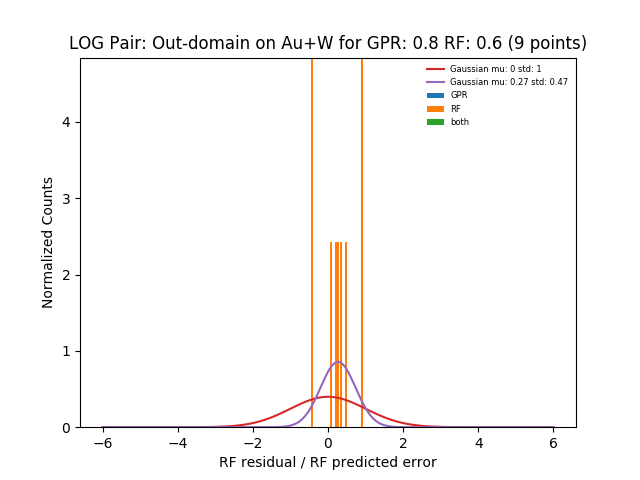 LOG Pair: Out-domain on Au+W for GPR: 0.8 RF: 0.6 (9 points)
Gaussian mu: 0 std: 1
Gaussian mu: 0.27 std: 0.47
GPR
RF
both
Normalized Counts
4
3
2
1
0
−6 −4 −2 0 2 4 6
RF residual / RF predicted error